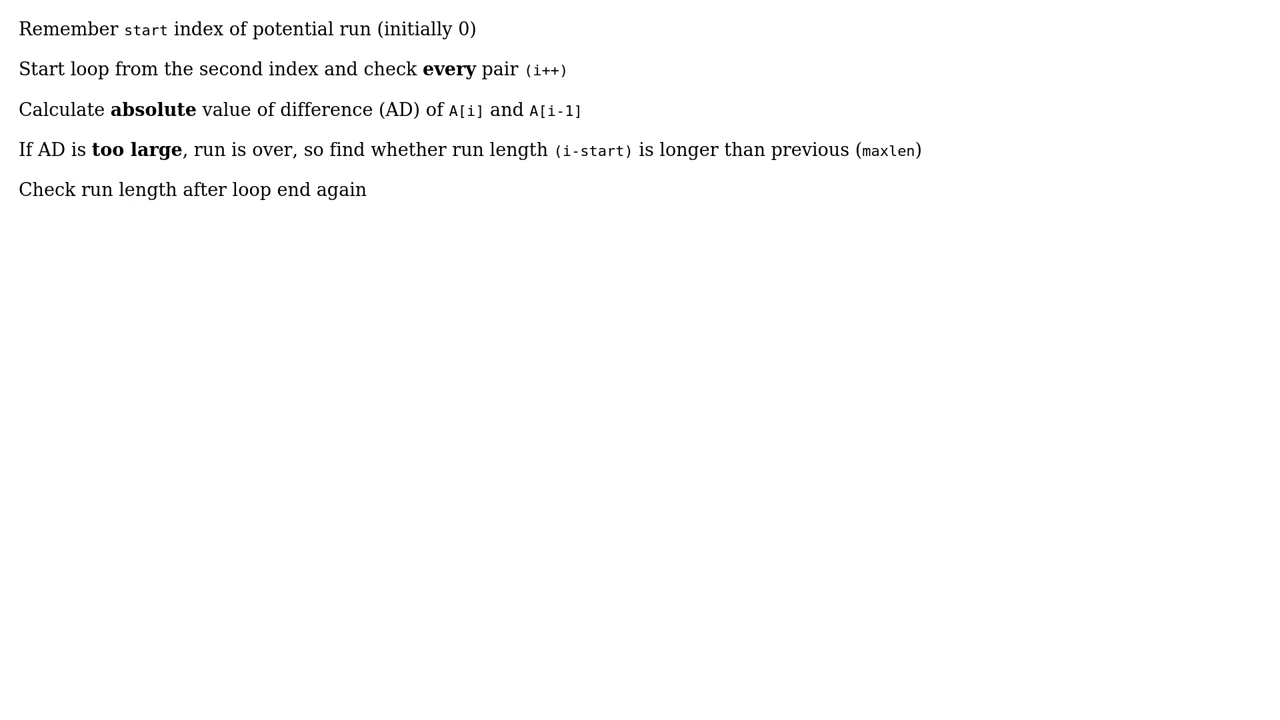 Remember start index of potential run (initially 0)
Start loop from the second index and check every pair (i++)
Calculate absolute value of difference (AD) of A[i] and A[i-1]
If AD is too large, run is over, so find whether run length (i-start) is longer than previous (maxlen)
Check run length after loop end again